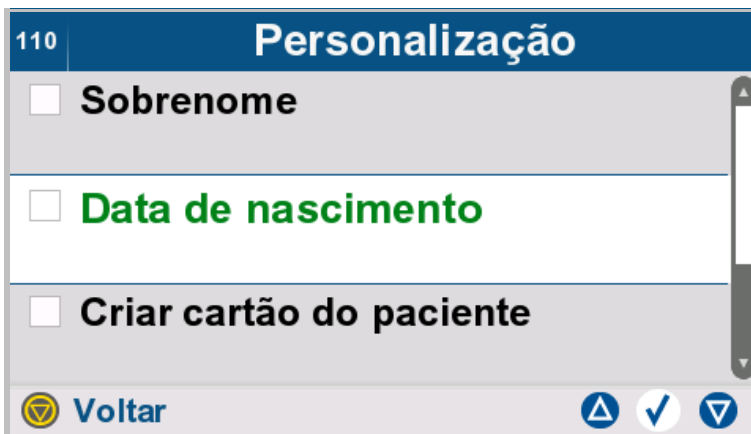 110
Personalização
Sobrenome
Data de nascimento
Criar cartão do paciente
Voltar